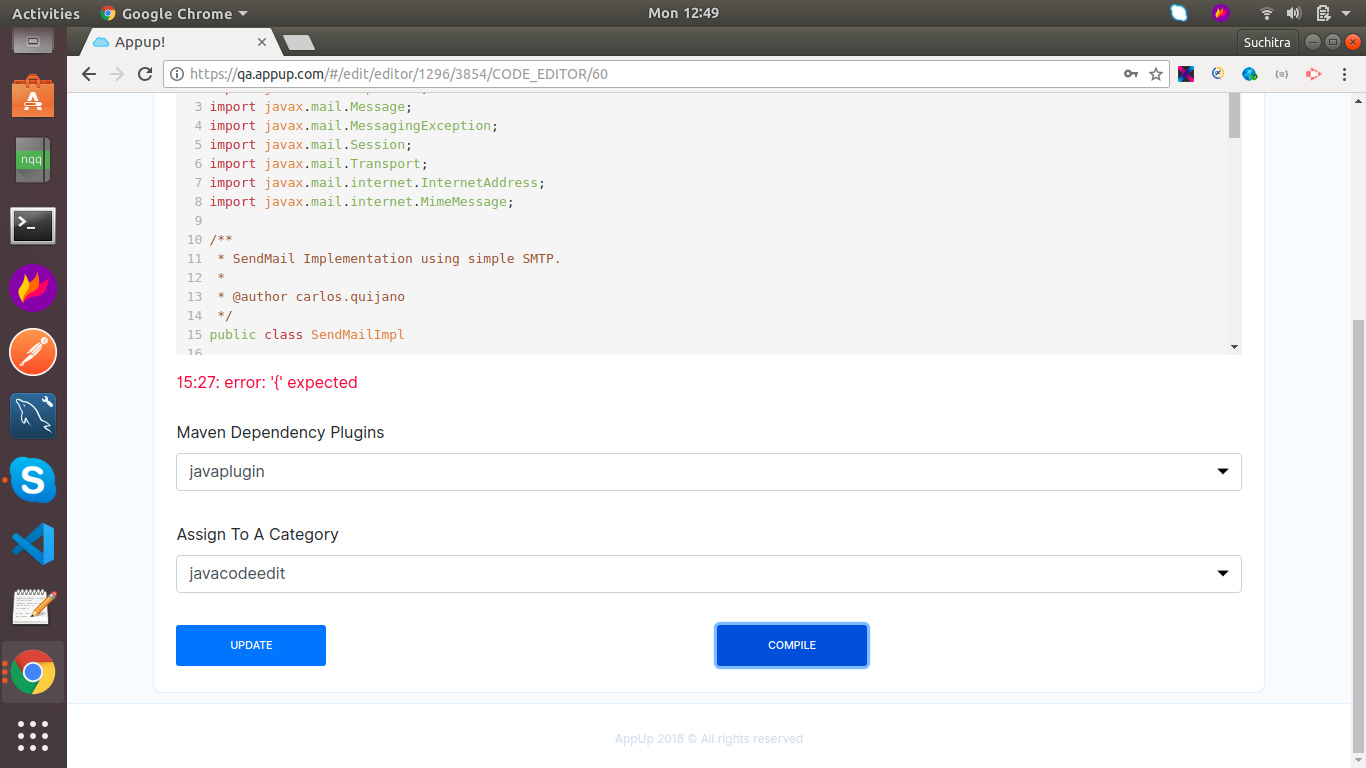 Activities Google Chrome Mon 12:49
Appup! Suchitra
https://qa.appup.com/#/edit/editor/1296/3854/CODE_EDITOR/60
nqq
3 import javax.mail.Message;
4 import javax.mail.MessagingException;
5 import javax.mail.Session;
6 import javax.mail.Transport;
7 import javax.mail.internet.InternetAddress;
8 import javax.mail.internet.MimeMessage;
9
10 /**
11  * SendMail Implementation using simple SMTP.
12  *
13  * @author carlos.quijano
14  */
15 public class SendMailImpl
16
15:27: error: '{' expected
Maven Dependency Plugins
javaplugin
Assign To A Category
javacodeedit
UPDATE COMPILE
AppUp 2018 © All rights reserved